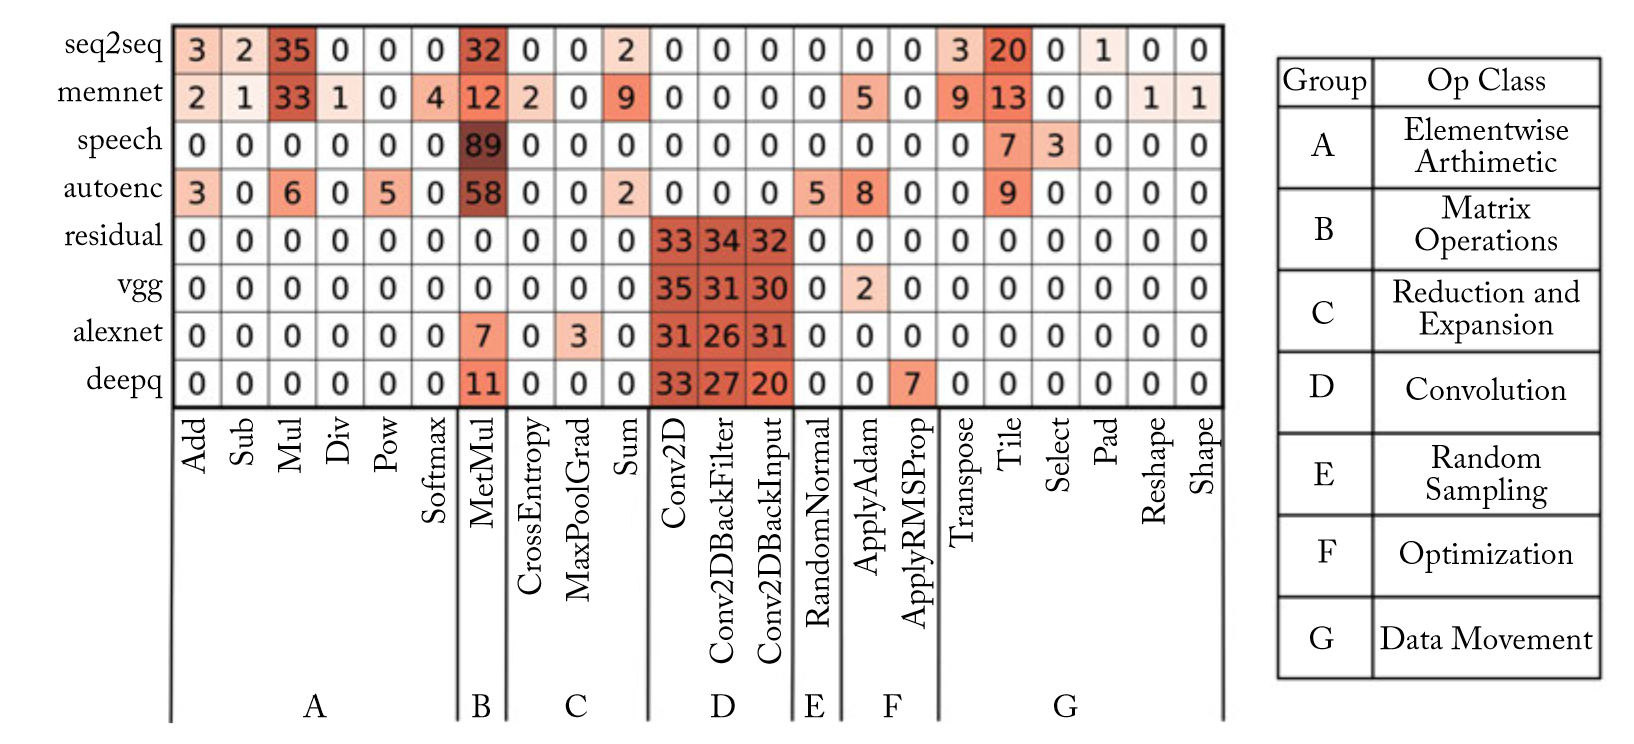 seq2seq 3 2 35 0 0 0 32 0 0 2 0 0 0 0 0 0 3 20 0 1 0 0
memnet 2 1 33 1 0 4 12 2 0 9 0 0 0 0 5 0 9 13 0 0 1 1
speech 0 0 0 0 0 0 89 0 0 0 0 0 0 0 0 0 0 7 3 0 0 0
autoenc 3 0 6 0 5 0 58 0 0 2 0 0 0 5 8 0 0 9 0 0 0 0
residual 0 0 0 0 0 0 0 0 0 0 33 34 32 0 0 0 0 0 0 0 0 0
vgg 0 0 0 0 0 0 0 0 0 0 35 31 30 0 2 0 0 0 0 0 0 0
alexnet 0 0 0 0 0 0 7 0 3 0 31 26 31 0 0 0 0 0 0 0 0 0
deepq 0 0 0 0 0 0 11 0 0 0 33 27 20 0 0 7 0 0 0 0 0 0
Add
Sub
Mul
Div
Pow
Softmax
MetMul
CrossEntropy
MaxPoolGrad
Sum
Conv2D
Conv2DBackFilter
Conv2DBackInput
RandomNormal
ApplyAdam
ApplyRMSProp
Transpose
Tile
Select
Pad
Reshape
Shape
A B C D E F G
Group Op Class
A Elementwise
Arthimetic
B Matrix
Operations
C Reduction and
Expansion
D Convolution
E Random
Sampling
F Optimization
G Data Movement